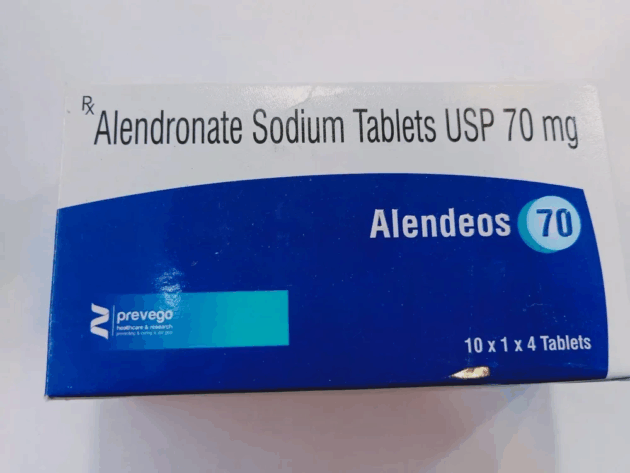 Rx
Alendronate Sodium Tablets USP 70 mg
Alendeos 70
prevego
healthcare & research
10 x 1 x 4 Tablets